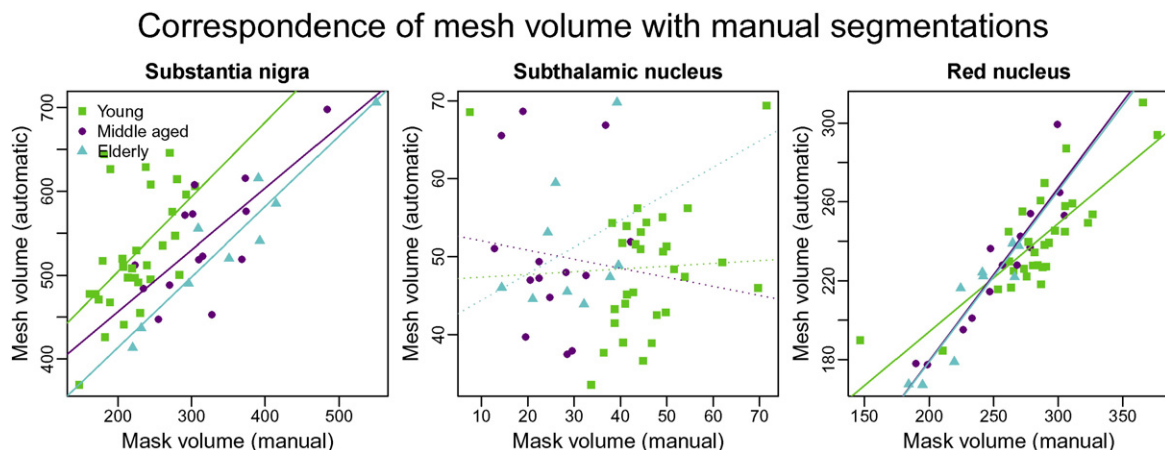 Correspondence of mesh volume with manual segmentations
Substantia nigra
Mesh volume (automatic)
700
600
500
400
Young
Middle aged
Elderly
200 300 400 500
Mask volume (manual)
Subthalamic nucleus
Mesh volume (automatic)
70
60
50
40
10 20 30 40 50 60 70
Mask volume (manual)
Red nucleus
Mesh volume (automatic)
300
260
220
180
150 200 250 300 350
Mask volume (manual)